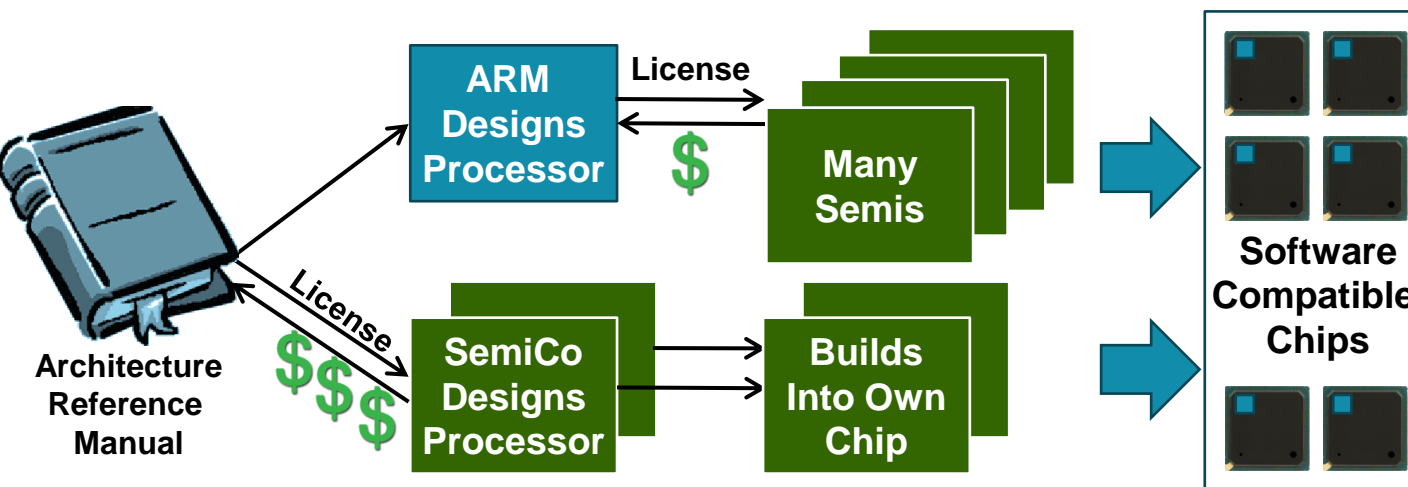 ARM
Designs
Processor
License
$
Many
Semis
Architecture
Reference
Manual
License
$$$
SemiCo
Designs
Processor
Builds
Into Own
Chip
Software
Compatible
Chips